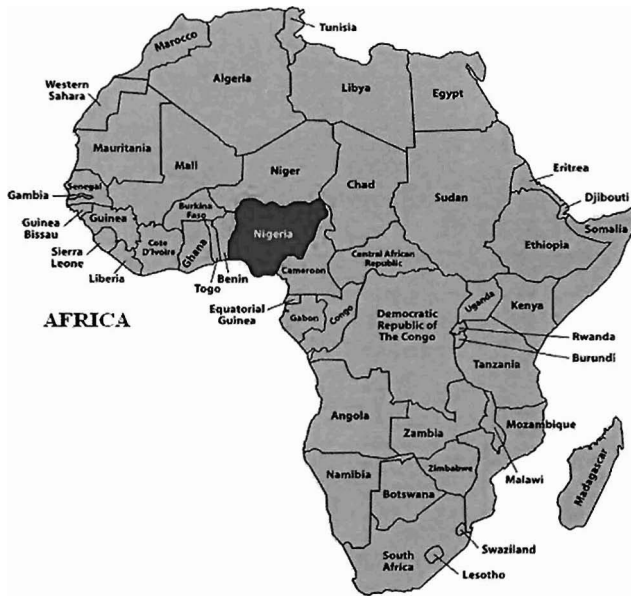 Tunisia
Marocco
Algeria
Libya
Egypt
Western
Sahara
Mauritania
Mali
Niger
Chad
Sudan
Eritrea
Djibouti
Senegal
Gambia
Guinea
Bissau
Guinea
Burkina
Faso
Nigeria
Somalia
Ethiopia
Sierra
Leone
Cote
D'Ivoire
Ghana
Liberia
Togo
Benin
Cameroon
Central African
Republic
Equatorial
Guinea
AFRICA
Gabon
Congo
Democratic
Republic of
The Congo
Uganda
Kenya
Rwanda
Burundi
Tanzania
Angola
Zambia
Mozambique
Malawi
Zimbabwe
Namibia
Botswana
Madagascar
Swaziland
South
Africa
Lesotho